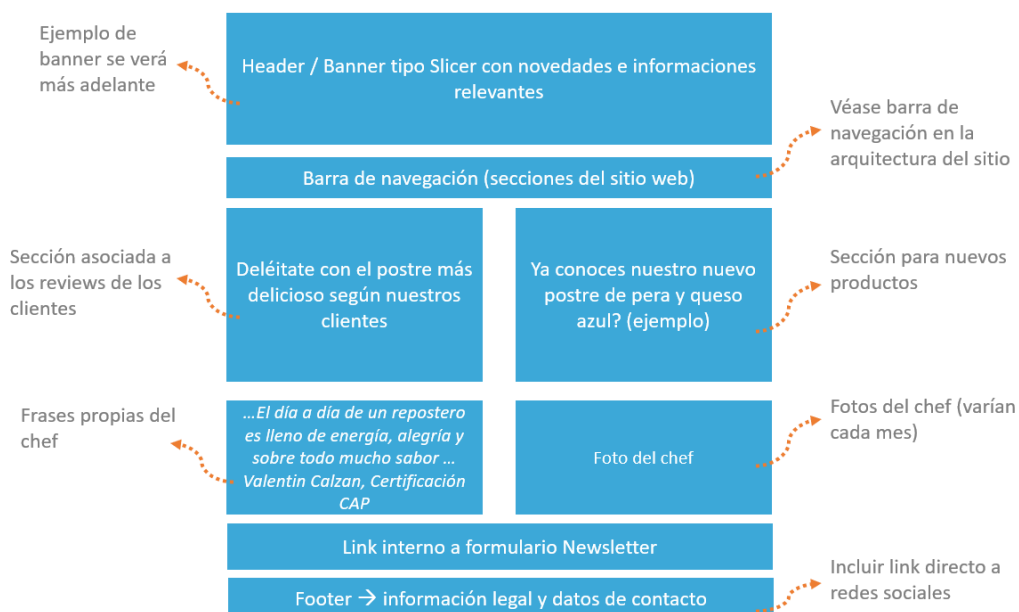 Ejemplo de
banner se verá
más adelante
Header / Banner tipo Slicer con novedades e informaciones
relevantes
Véase barra de
navegación en la
arquitectura del sitio
Barra de navegación (secciones del sitio web)
Sección asociada a
los reviews de los
clientes
Deléitate con el postre más
delicioso según nuestros
clientes
Ya conoces nuestro nuevo
postre de pera y queso
azul? (ejemplo)
Sección para nuevos
productos
Frases propias del
chef
...El día a día de un repostero
es lleno de energía, alegría y
sobre todo mucho sabor ...
Valentin Calzan, Certificación
CAP
Foto del chef
Fotos del chef (varían
cada mes)
Link interno a formulario Newsletter
Footer → información legal y datos de contacto
Incluir link directo a
redes sociales